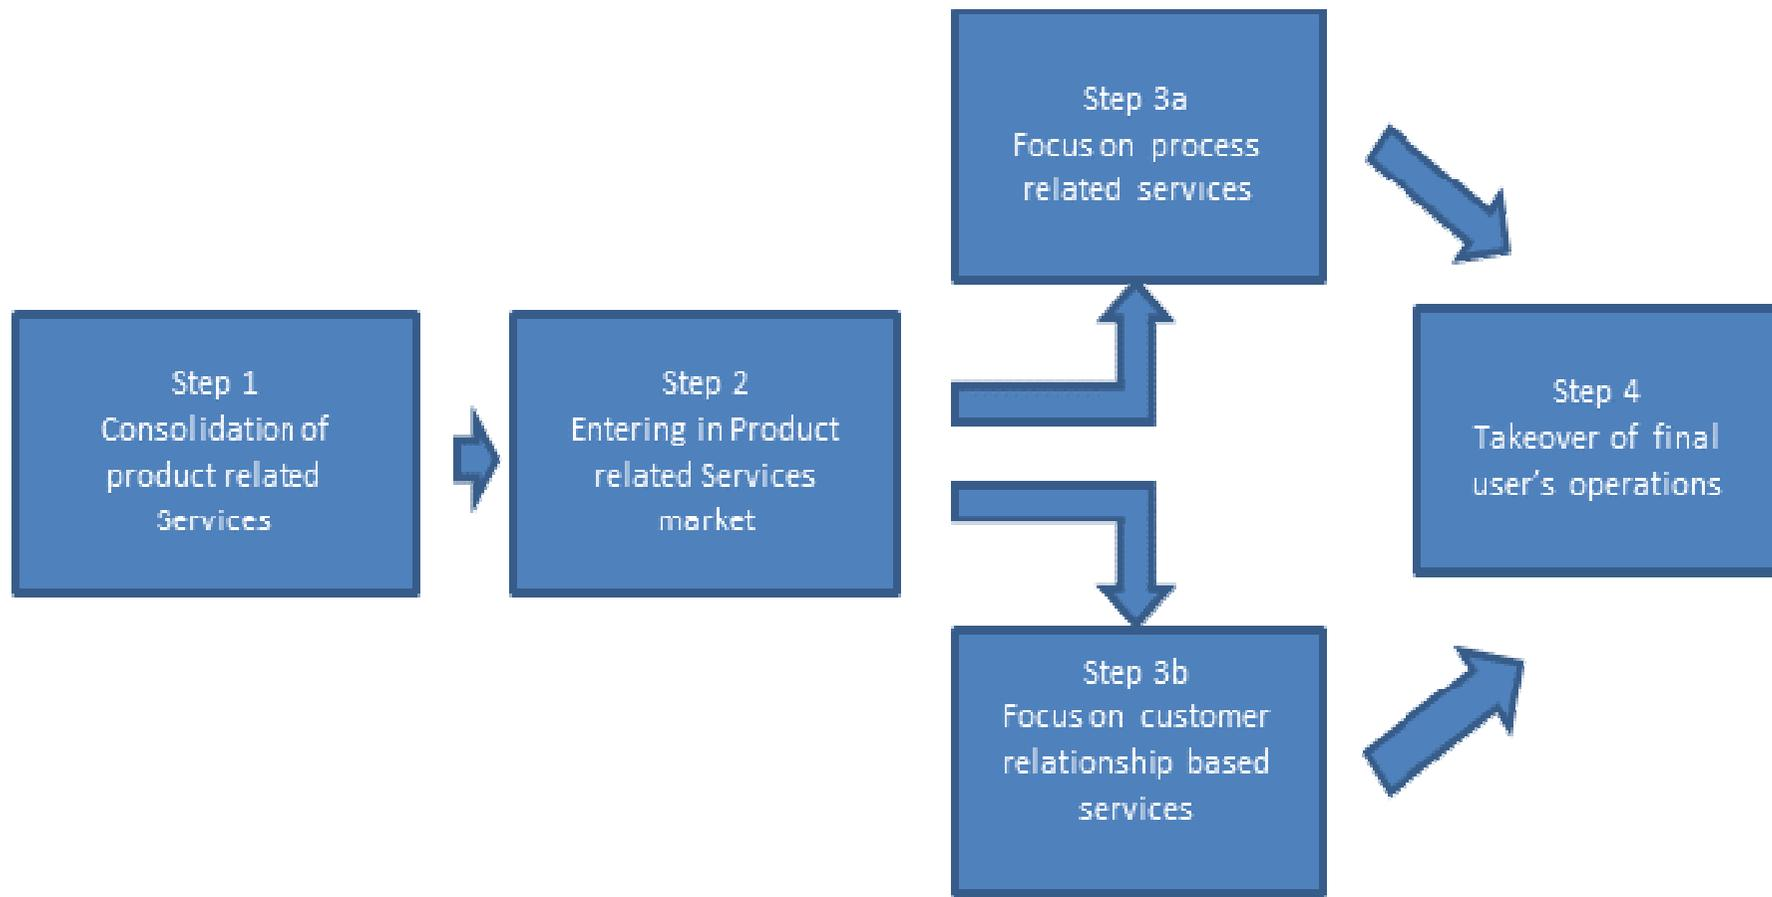 Step 1
Consolidation of
product related
Services
Step 2
Entering in Product
related Services
market
Step 3a
Focus on process
related services
Step 3b
Focus on customer
relationship based
services
Step 4
Takeover of final
user’s operations